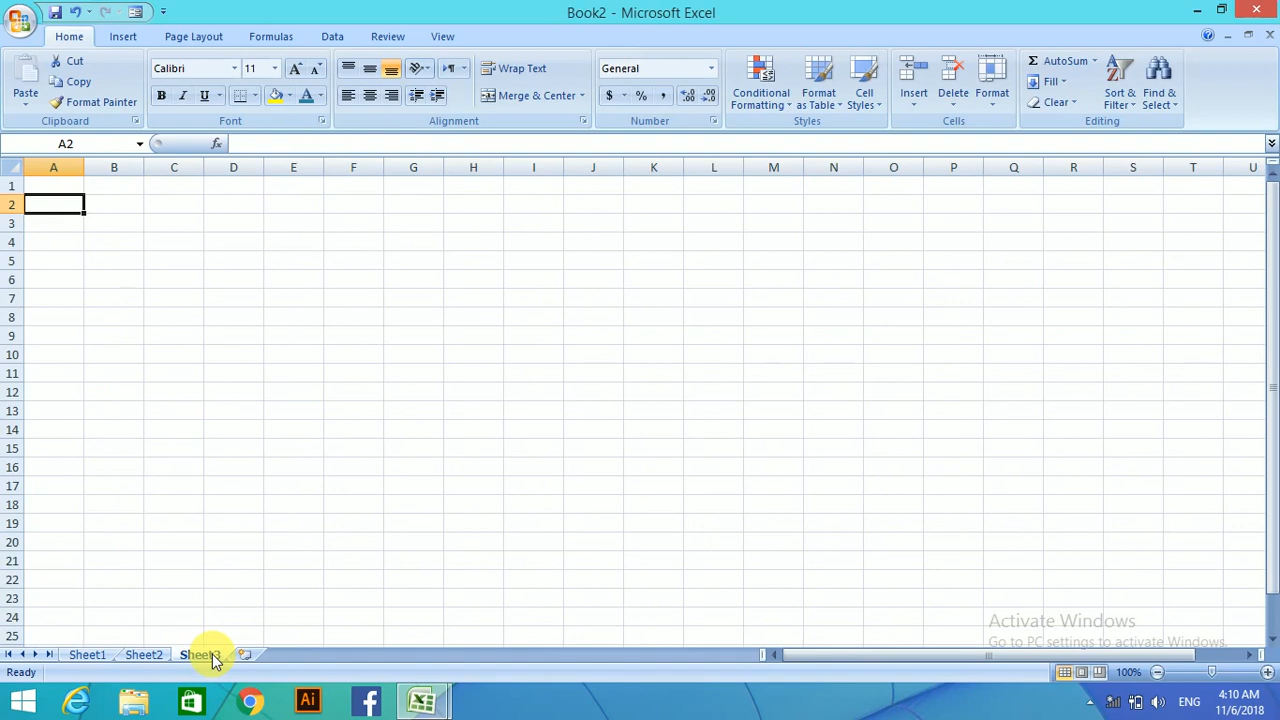 Book2 - Microsoft Excel
Home Insert Page Layout Formulas Data Review View
Paste Cut Copy Format Painter Clipboard
Calibri 11 B I U A A A Font
Wrap Text Merge & Center Alignment
General $ % , Number
Conditional Formatting Format as Table Cell Styles Styles
Insert Delete Format Cells
Σ AutoSum Fill Clear Sort & Filter Find & Select Editing
A2 fx
A B C D E F G H I J K L M N O P Q R S T U
1
2
3
4
5
6
7
8
9
10
11
12
13
14
15
16
17
18
19
20
21
22
23
24
25
Activate Windows
Go to PC settings to activate Windows.
Sheet1 Sheet2 Sheet3
Ready 100%
Ai ENG 4:10 AM
11/6/2018